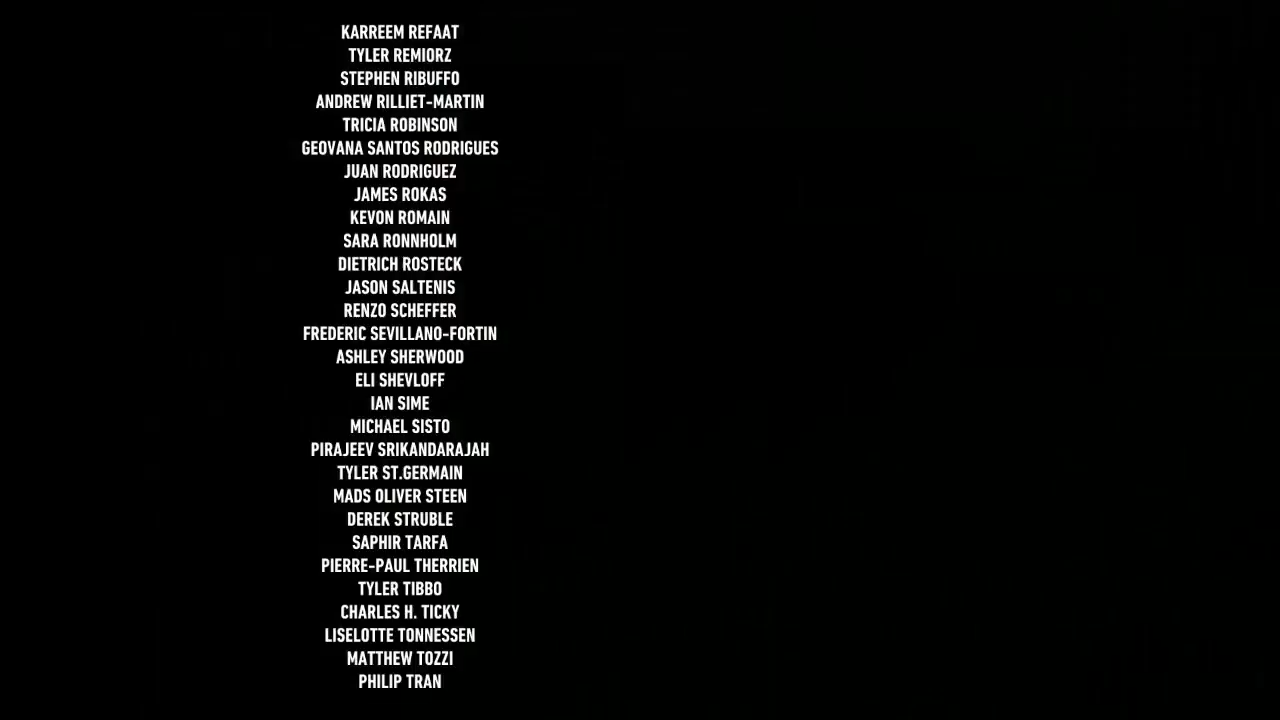 KARREEM REFAAT
TYLER REMIORZ
STEPHEN RIBUFFO
ANDREW RILLIET-MARTIN
TRICIA ROBINSON
GEOVANA SANTOS RODRIGUES
JUAN RODRIGUEZ
JAMES ROKAS
KEVON ROMAIN
SARA RONNHOLM
DIETRICH ROSTECK
JASON SALTENIS
RENZO SCHEFFER
FREDERIC SEVILLANO-FORTIN
ASHLEY SHERWOOD
ELI SHEVLOFF
IAN SIME
MICHAEL SISTO
PIRAJEEV SRIKANDARAJAH
TYLER ST.GERMAIN
MADS OLIVER STEEN
DEREK STRUBLE
SAPHIR TARFA
PIERRE-PAUL THERRIEN
TYLER TIBBO
CHARLES H. TICKY
LISELOTTE TONNESSEN
MATTHEW TOZZI
PHILIP TRAN